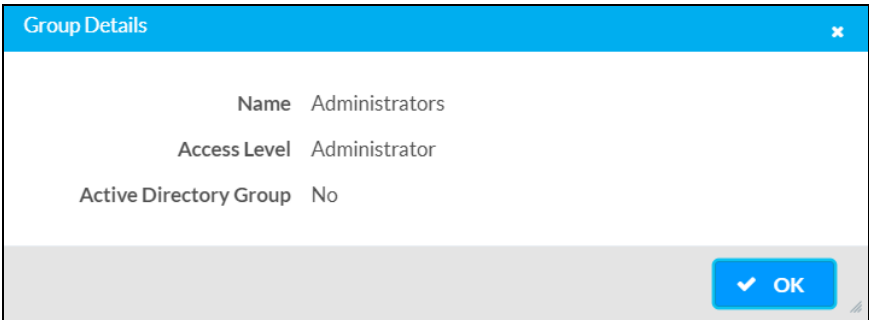 Group Details
Name Administrators
Access Level Administrator
Active Directory Group No
OK